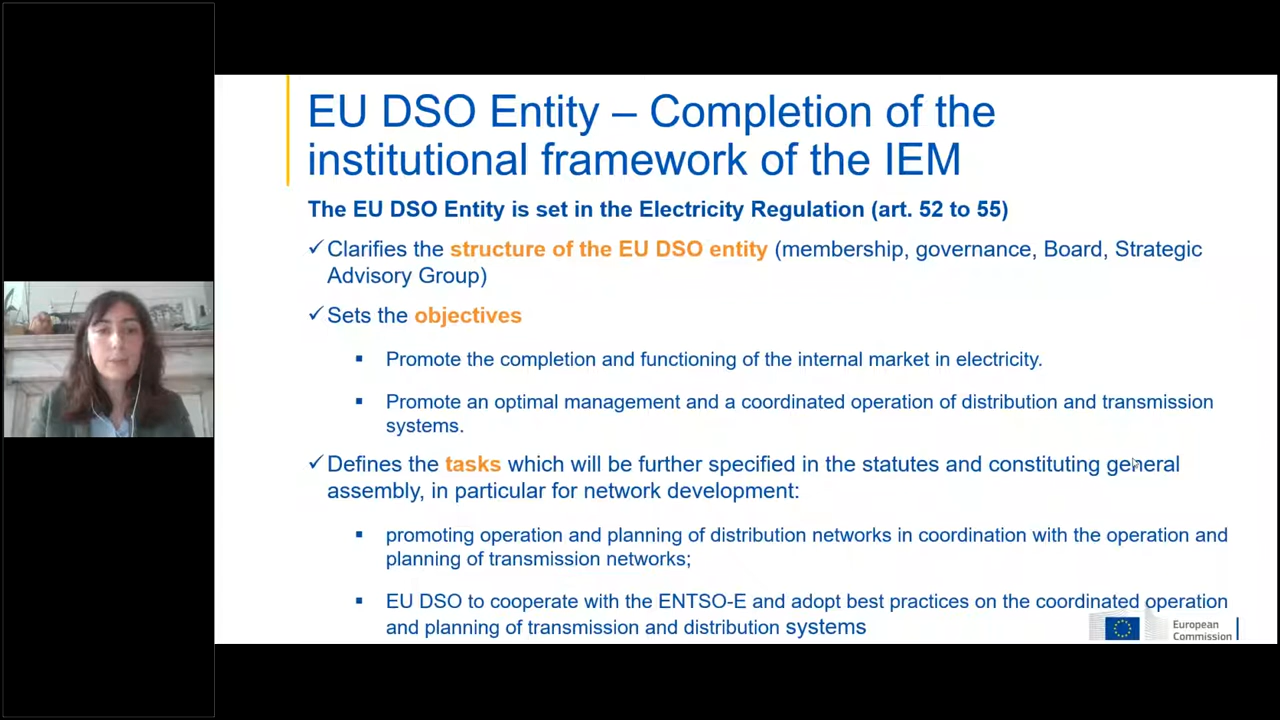 EU DSO Entity – Completion of the
institutional framework of the IEM
The EU DSO Entity is set in the Electricity Regulation (art. 52 to 55)
✓Clarifies the structure of the EU DSO entity (membership, governance, Board, Strategic
Advisory Group)
✓Sets the objectives
▪ Promote the completion and functioning of the internal market in electricity.
▪ Promote an optimal management and a coordinated operation of distribution and transmission
systems.
✓Defines the tasks which will be further specified in the statutes and constituting general
assembly, in particular for network development:
▪ promoting operation and planning of distribution networks in coordination with the operation and
planning of transmission networks;
▪ EU DSO to cooperate with the ENTSO-E and adopt best practices on the coordinated operation
and planning of transmission and distribution systems
European
Commission